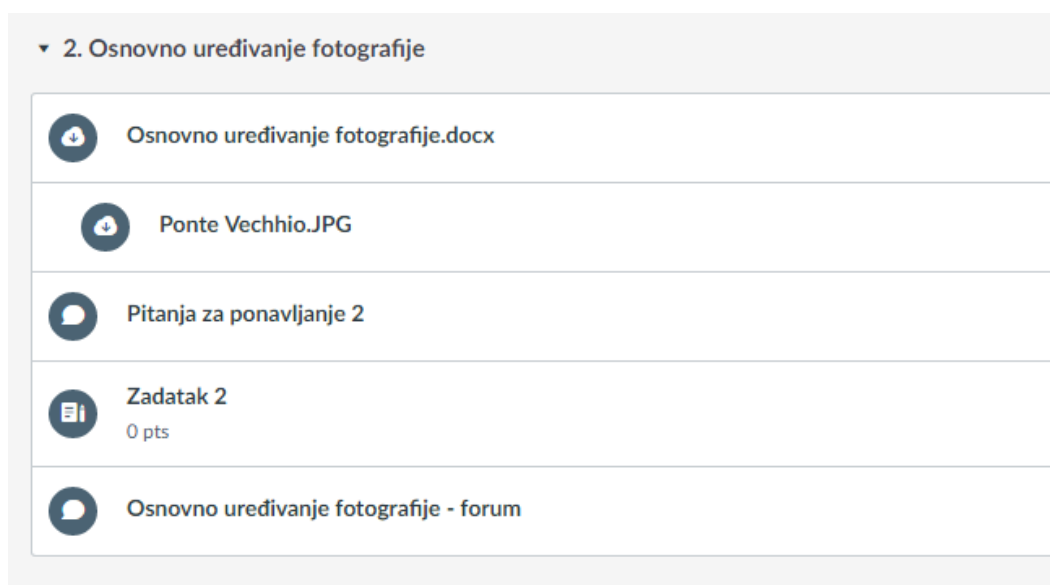 2. Osnovno uređivanje fotografije
Osnovno uređivanje fotografije.docx
Ponte Vechhio.JPG
Pitanja za ponavljanje 2
Zadatak 2
0 pts
Osnovno uređivanje fotografije - forum